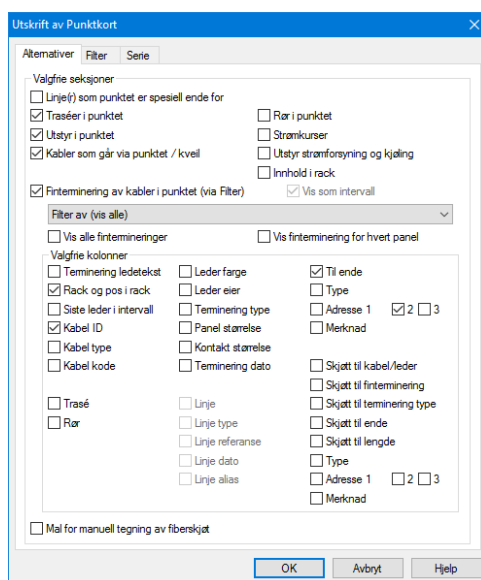 Utskrift av Punktkort
Alternativer Filter Serie
Valgfrie seksjoner
Linje(r) som punktet er spesiell ende for
Traséer i punktet Rør i punktet
Utstyr i punktet Strømkurser
Kabler som går via punktet / kveil Utstyr strømforsyning og kjøling
Innhold i rack
Finterminering av kabler i punktet (via Filter) Vis som intervall
Filter av (vis alle)
Vis alle fintermineringer Vis finterminering for hvert panel
Valgfrie kolonner
Terminering ledetekst Leder farge Til ende
Rack og pos i rack Leder eier Type
Siste leder i intervall Terminering type Adresse 1 2 3
Kabel ID Panel størrelse Merknad
Kabel type Kontakt størrelse
Kabel kode Terminering dato Skjøtt til kabel/leder
Skjøtt til finterminering
Trasé Linje Skjøtt til terminering type
Rør Linje type Skjøtt til ende
Linje referanse Skjøtt til lengde
Linje dato Type
Linje alias Adresse 1 2 3
Merknad
Mal for manuell tegning av fiberskjøt
OK Avbryt Hjelp